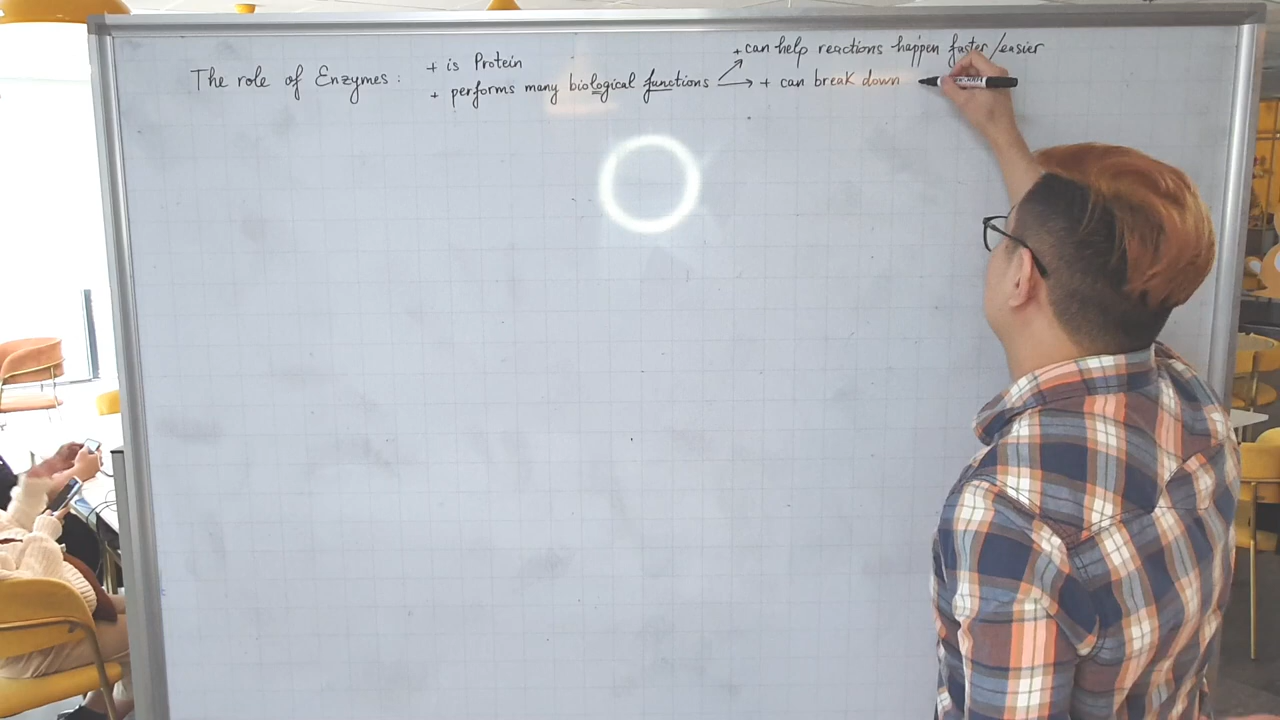 + can help reactions happen faster/easier
The role of Enzymes :
+ is Protein
+ performs many biological functions
+ can break down